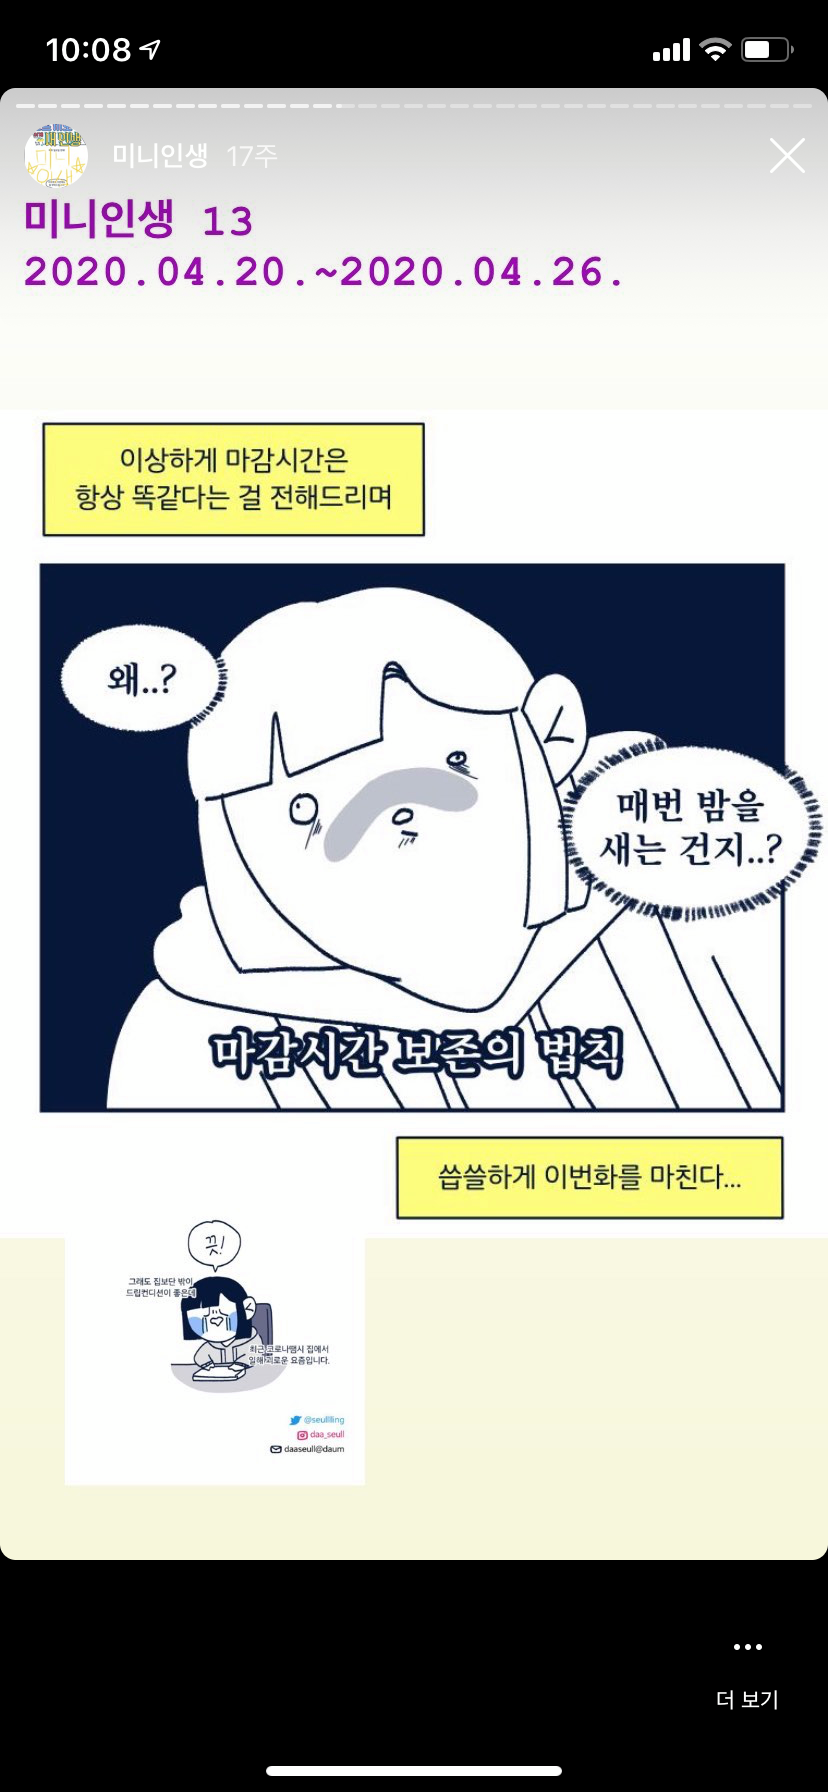 10:08
미니인생 17주
미니인생 13
2020.04.20.~2020.04.26.
이상하게 마감시간은
항상 똑같다는 걸 전해드리며
왜..?
매번 밤을
새는 건지..?
마감시간 보존의 법칙
씁쓸하게 이번화를 마친다...
끗!
그래도 집보단 밖이
드립컨디션이 좋은데
최근 코로나땜시 집에서
일해 괴로운 요즘입니다.
@seullling
daa_seull
daaseull@daum
더 보기